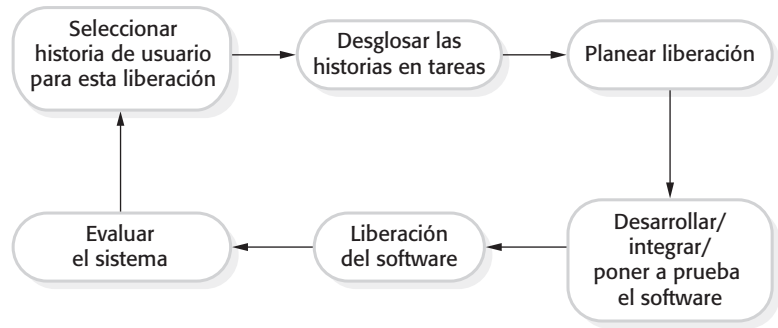 Seleccionar
historia de usuario
para esta liberación
Desglosar las
historias en tareas
Planear liberación
Desarrollar/
integrar/
poner a prueba
el software
Liberación
del software
Evaluar
el sistema